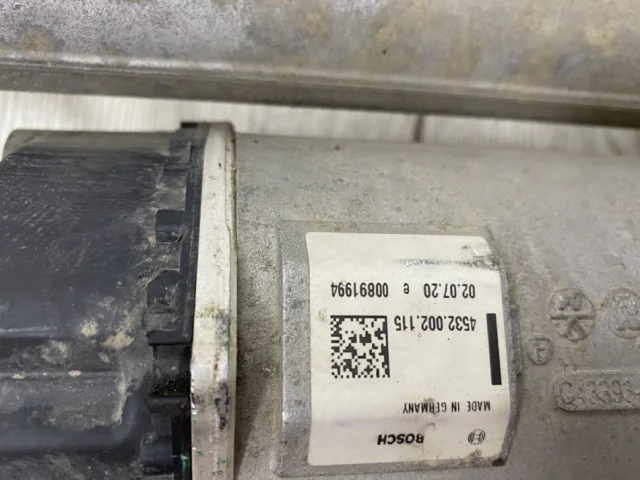 BOSCH
MADE IN GERMANY
4532.002.115
02.07.20 e 00891994